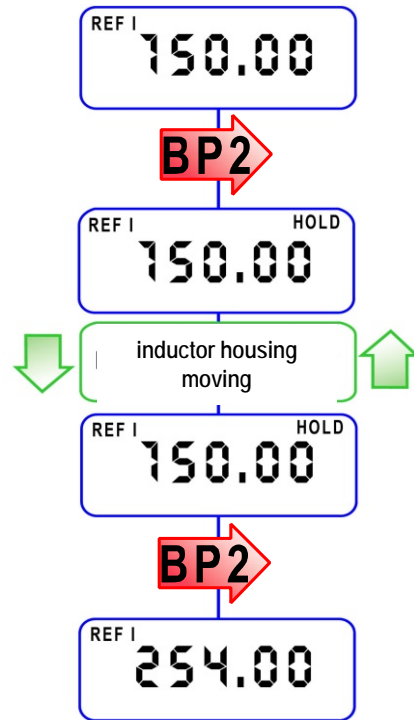 REF I
750.00
BP2
REF I HOLD
750.00
inductor housing
moving
REF I HOLD
750.00
BP2
REF I
254.00